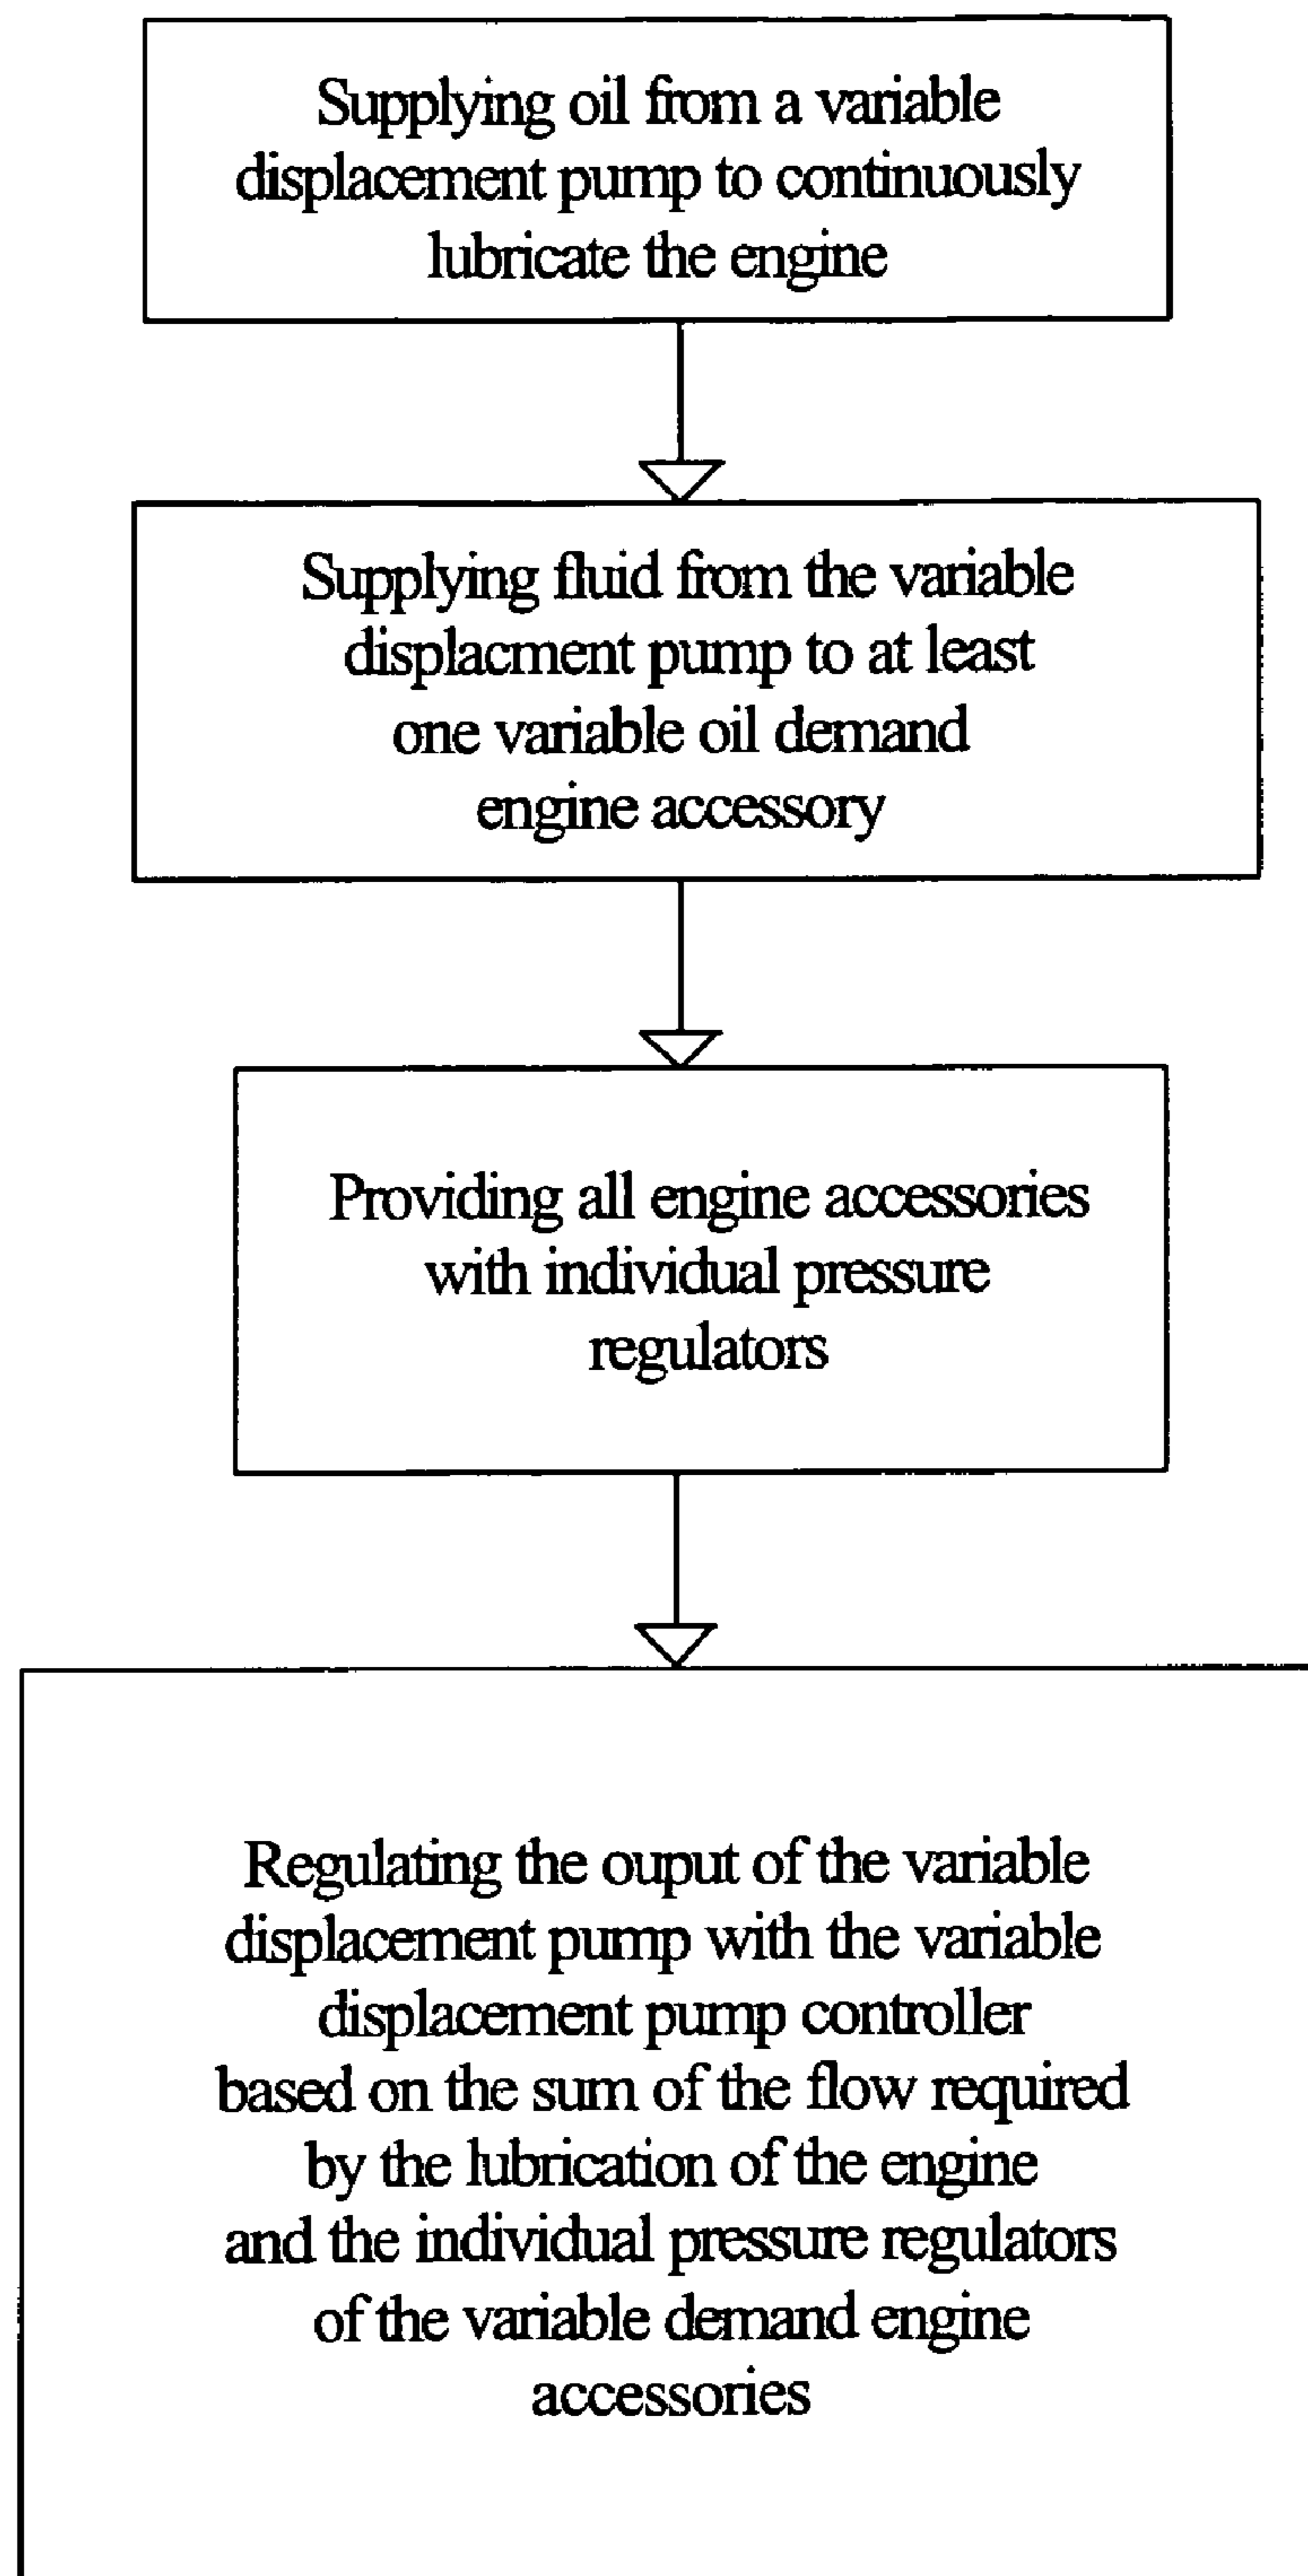 Supplying oil from a variable
displacement pump to continuously
lubricate the engine
Supplying fluid from the variable
displacment pump to at least
one variable oil demand
engine accessory
Providing all engine accessories
with individual pressure
regulators
Regulating the ouput of the variable
displacement pump with the variable
displacement pump controller
based on the sum of the flow required
by the lubrication of the engine
and the individual pressure regulators
of the variable demand engine
accessories